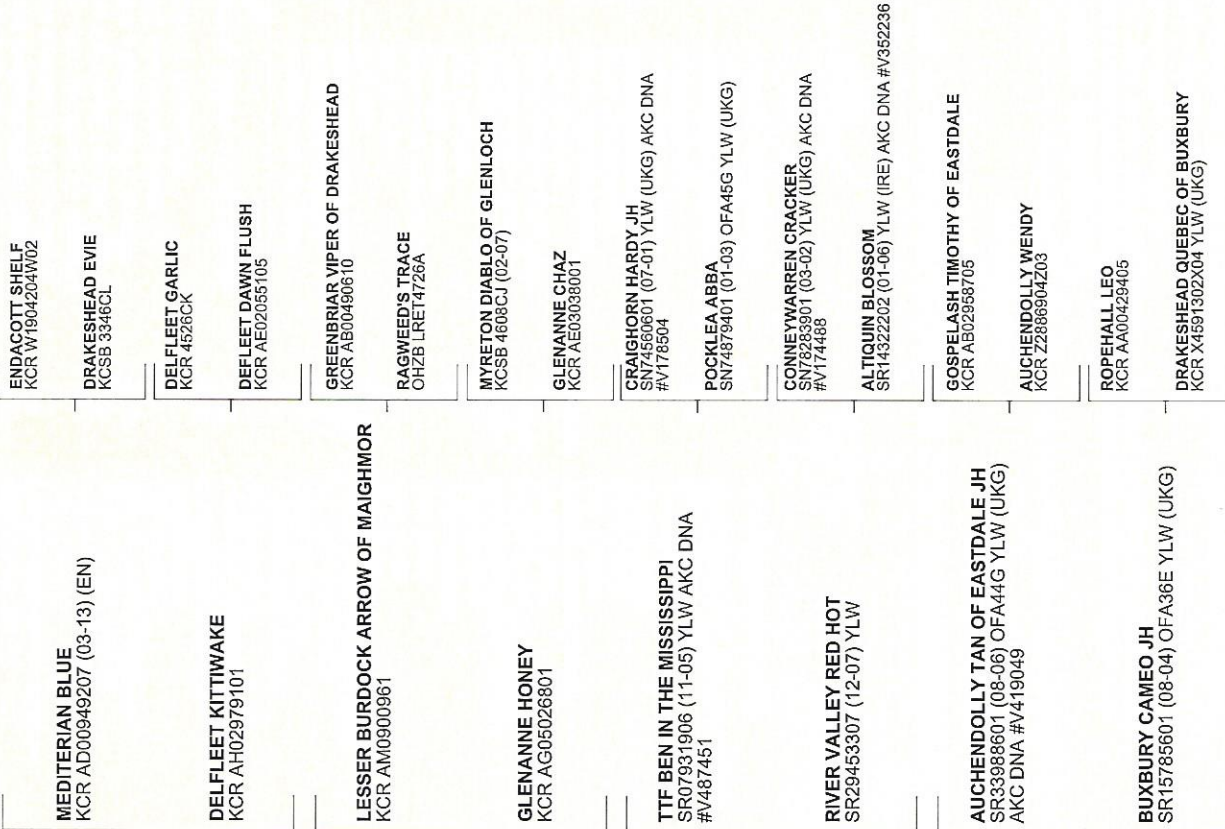 MEDITERIAN BLUE
KCR AD00949207 (03-13) (EN)
DELFLEET KITTIWAKE
KCR AH02979101
LESSER BURDOCK ARROW OF MAIGHMOR
KCR AM0900961
GLENANNE HONEY
KCR AG05026801
TTF BEN IN THE MISSISSIPPI
SR07931906 (11-05) YLW AKC DNA
#V487451
RIVER VALLEY RED HOT
SR29453307 (12-07) YLW
AUCHENDOLLY TAN OF EASTDALE JH
SR33988601 (08-06) OFA44G YLW (UKG)
AKC DNA #V419049
BUXBURY CAMEO JH
SR15785601 (08-04) OFA36E YLW (UKG)
ENDACOTT SHELF
KCR W1904204W02
DRAKESHEAD EVIE
KCSB 3346CL
DELFLEET GARLIC
KCR 4526CK
DEFLEET DAWN FLUSH
KCR AE02055105
GREENBRIAR VIPER OF DRAKESHEAD
KCR AB00490610
RAGWEED'S TRACE
OHZB LRET4726A
MYRETON DIABLO OF GLENLOCH
KCSB 4608CJ (02-07)
GLENANNE CHAZ
KCR AE03038001
CRAIGHORN HARDY JH
SN74560601 (07-01) YLW (UKG) AKC DNA
#V178504
POCKLEA ABBA
SN74879401 (01-03) OFA45G YLW (UKG)
CONNEYWARREN CRACKER
SN78283901 (03-02) YLW (UKG) AKC DNA
#V174488
ALTIQUIN BLOSSOM
SR14322202 (01-06) YLW (IRE) AKC DNA #V352236
GOSPELASH TIMOTHY OF EASTDALE
KCR AB02958705
AUCHENDOLLY WENDY
KCR Z2886904Z03
ROPEHALL LEO
KCR AA00429405
DRAKESHEAD QUEBEC OF BUXBURY
KCR X4591302X04 YLW (UKG)